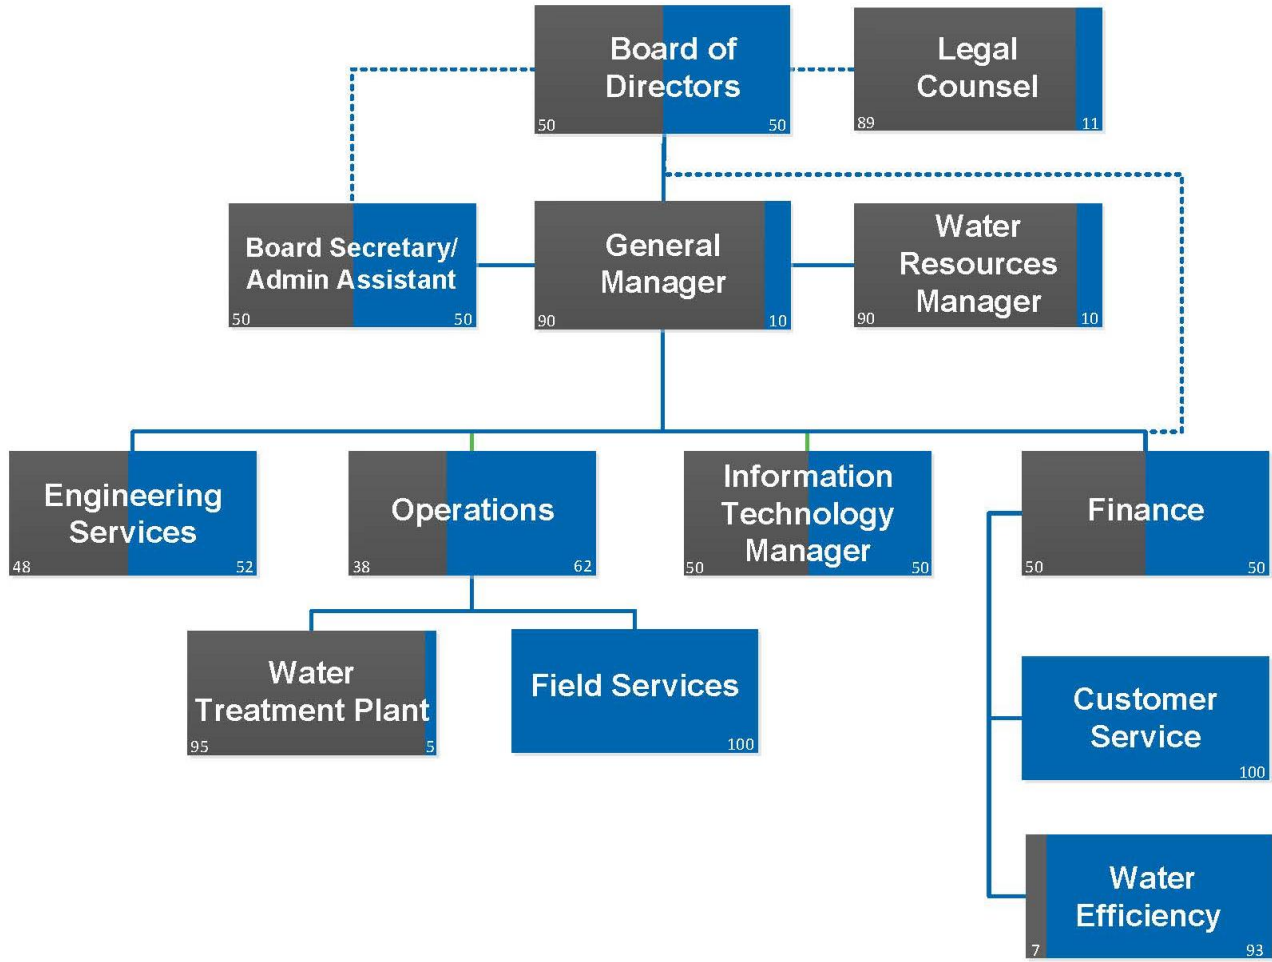 Board of
Directors
50
50
Legal
Counsel
89
11
Board Secretary/
Admin Assistant
50
50
General
Manager
90
10
Water
Resources
Manager
90
10
Engineering
Services
48
52
Operations
38
62
Information
Technology
Manager
50
50
Finance
50
50
Water
Treatment Plant
95
5
Field Services
100
Customer
Service
100
Water
Efficiency
7
93